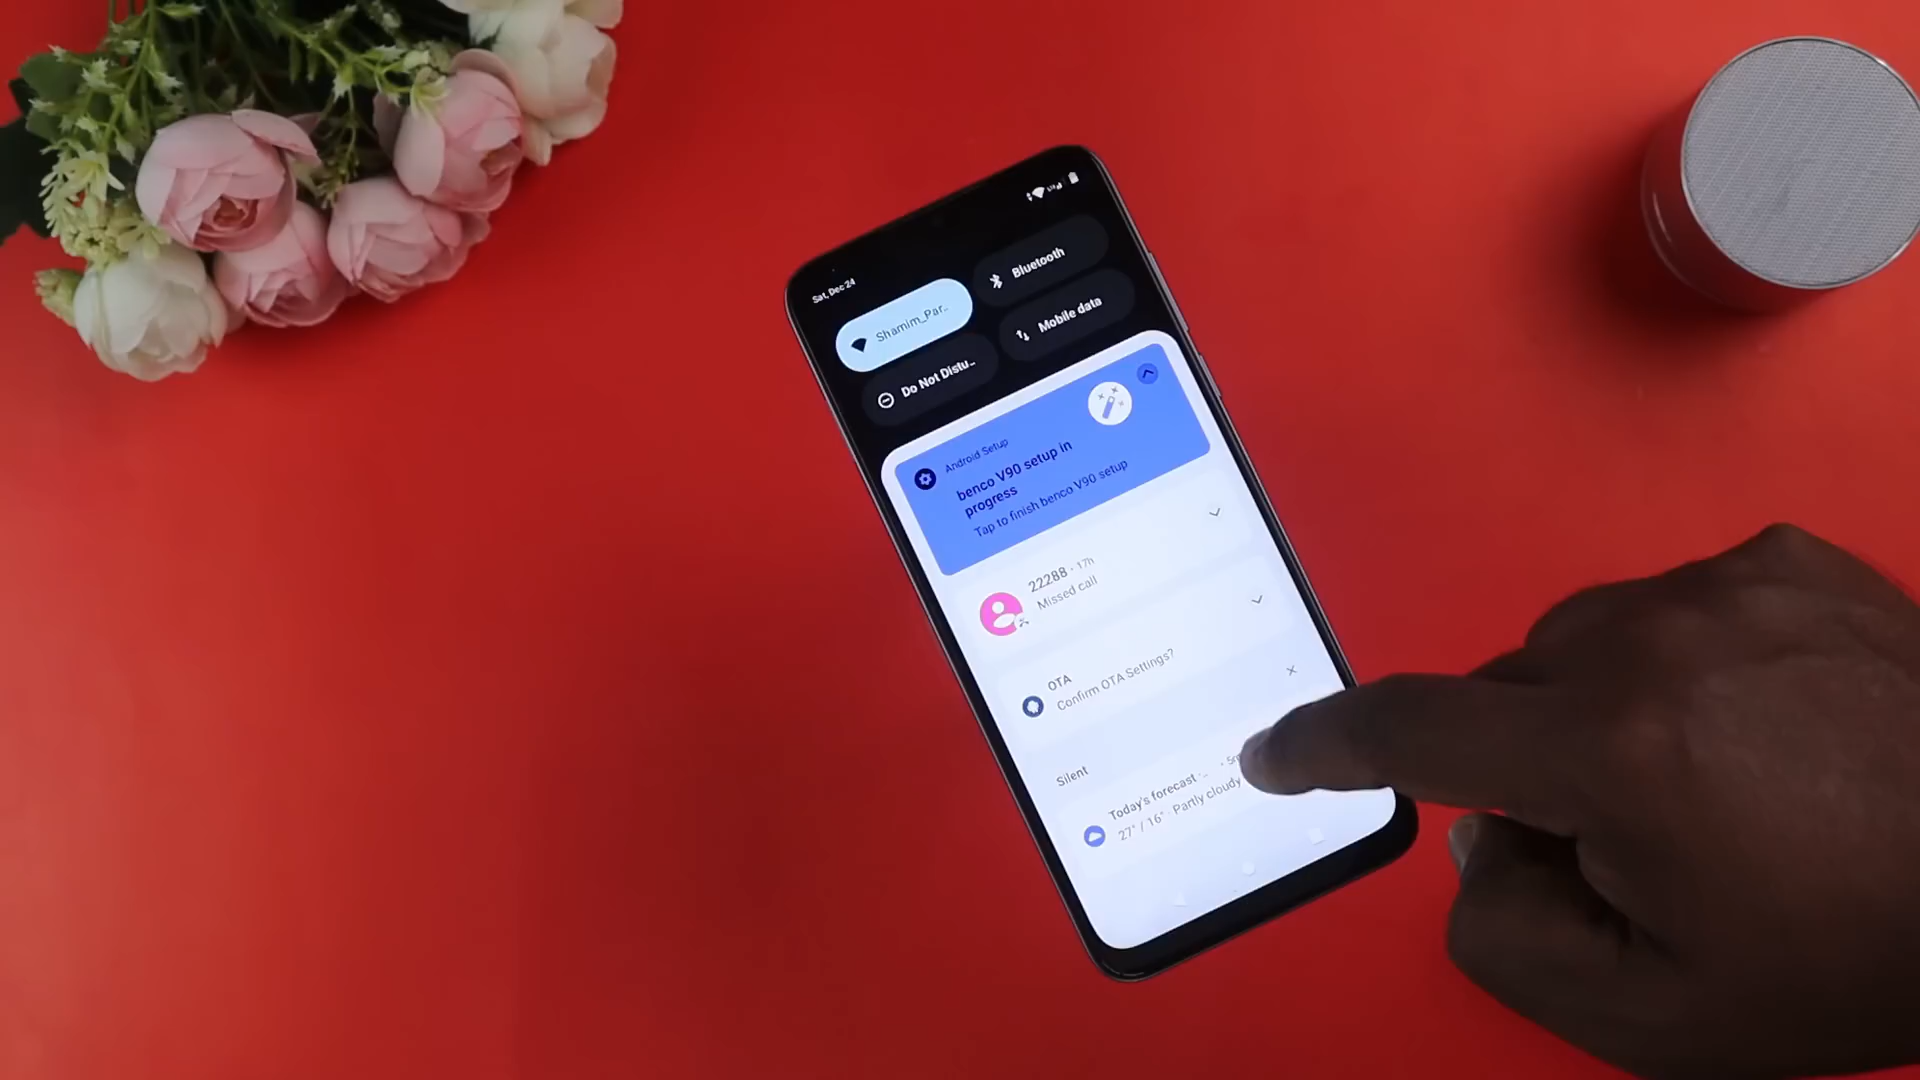 Sat, Dec 24
Shamim_Par..
Bluetooth
Do Not Distu..
Mobile data
Android Setup
benco V90 setup in
progress
Tap to finish benco V90 setup
22288 · 17h
Missed call
OTA
Confirm OTA Settings?
Silent
Today's forecast ·..
27° / 16° · Partly cloudy